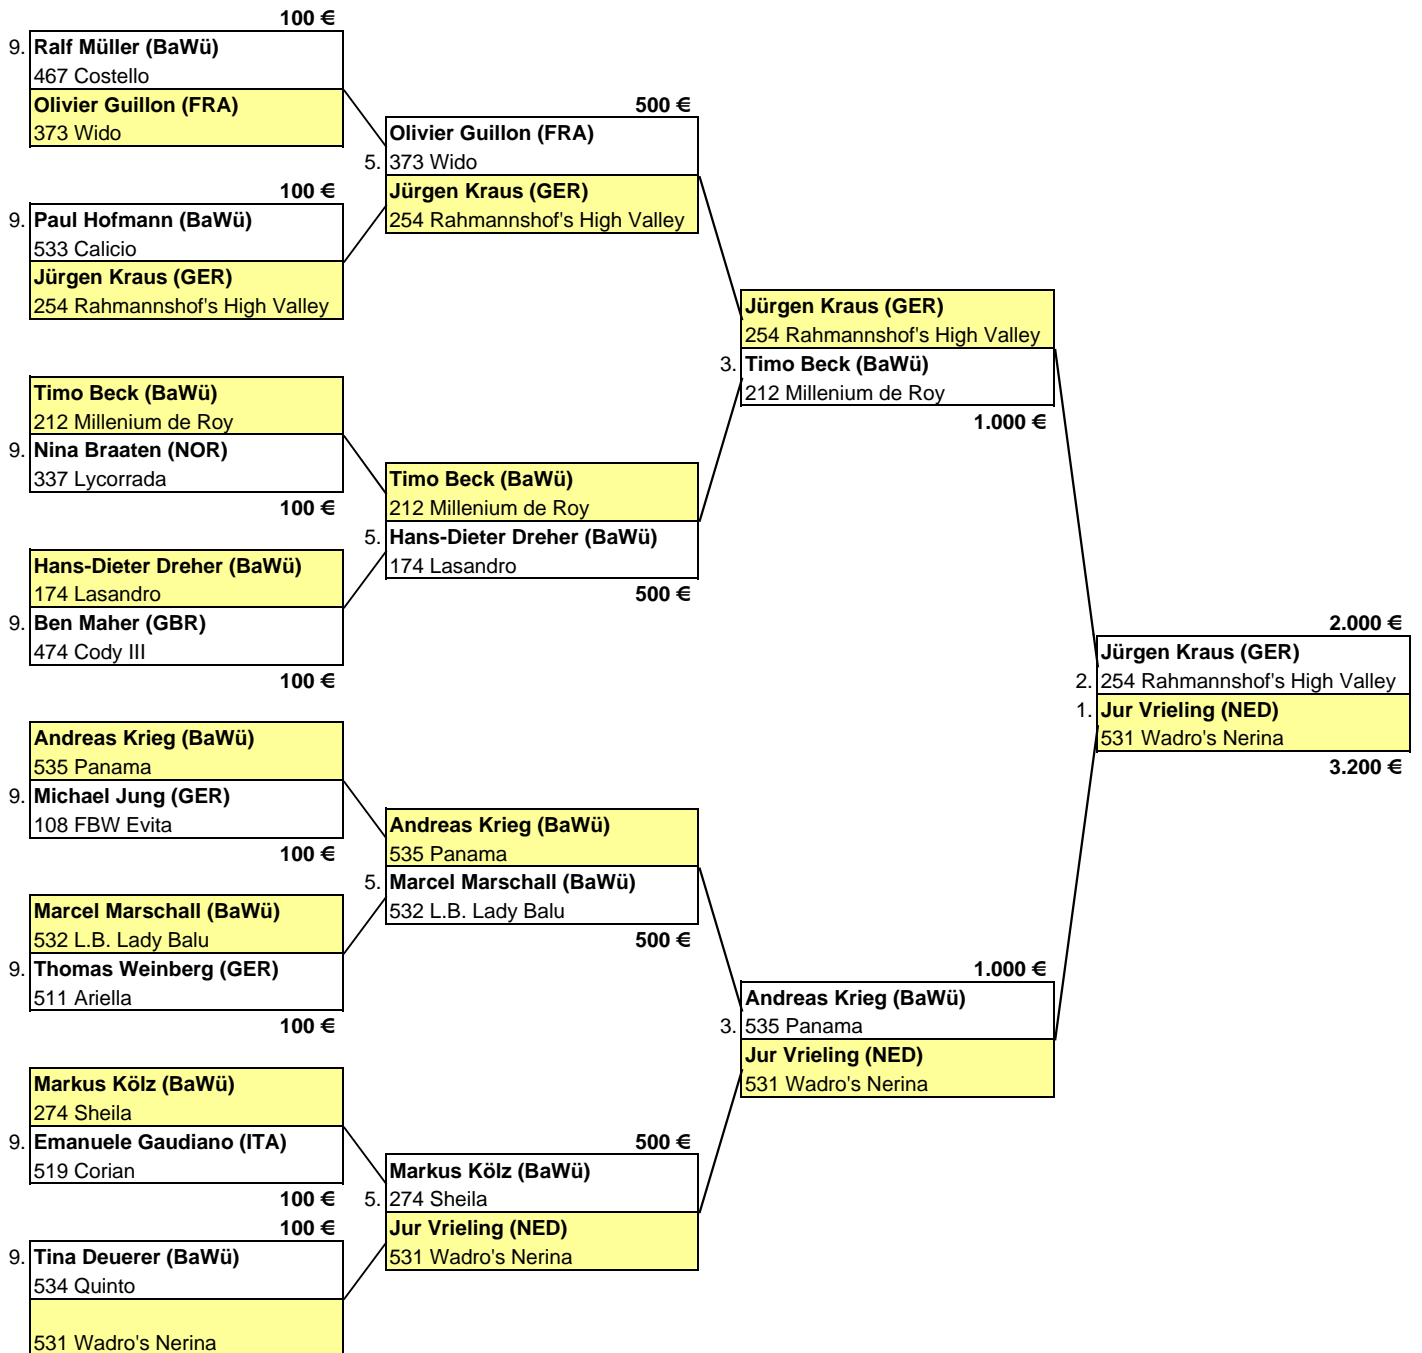 100 €
9. Ralf Müller (BaWü)
467 Costello
Olivier Guillon (FRA)
373 Wido
100 €
9. Paul Hofmann (BaWü)
533 Calicio
Jürgen Kraus (GER)
254 Rahmannshof's High Valley
Timo Beck (BaWü)
212 Millenium de Roy
9. Nina Braaten (NOR)
337 Lycorrada
100 €
Hans-Dieter Dreher (BaWü)
174 Lasandro
9. Ben Maher (GBR)
474 Cody III
100 €
Andreas Krieg (BaWü)
535 Panama
9. Michael Jung (GER)
108 FBW Evita
100 €
Marcel Marschall (BaWü)
532 L.B. Lady Balu
9. Thomas Weinberg (GER)
511 Ariella
100 €
Markus Kölz (BaWü)
274 Sheila
9. Emanuele Gaudiano (ITA)
519 Corian
100 €
100 €
9. Tina Deuerer (BaWü)
534 Quinto
531 Wadro's Nerina
500 €
Olivier Guillon (FRA)
5. 373 Wido
Jürgen Kraus (GER)
254 Rahmannshof's High Valley
Timo Beck (BaWü)
212 Millenium de Roy
5. Hans-Dieter Dreher (BaWü)
174 Lasandro
500 €
Andreas Krieg (BaWü)
535 Panama
5. Marcel Marschall (BaWü)
532 L.B. Lady Balu
500 €
500 €
Markus Kölz (BaWü)
5. 274 Sheila
Jur Vrieling (NED)
531 Wadro's Nerina
Jürgen Kraus (GER)
254 Rahmannshof's High Valley
3. Timo Beck (BaWü)
212 Millenium de Roy
1.000 €
1.000 €
Andreas Krieg (BaWü)
3. 535 Panama
Jur Vrieling (NED)
531 Wadro's Nerina
2.000 €
Jürgen Kraus (GER)
2. 254 Rahmannshof's High Valley
1. Jur Vrieling (NED)
531 Wadro's Nerina
3.200 €